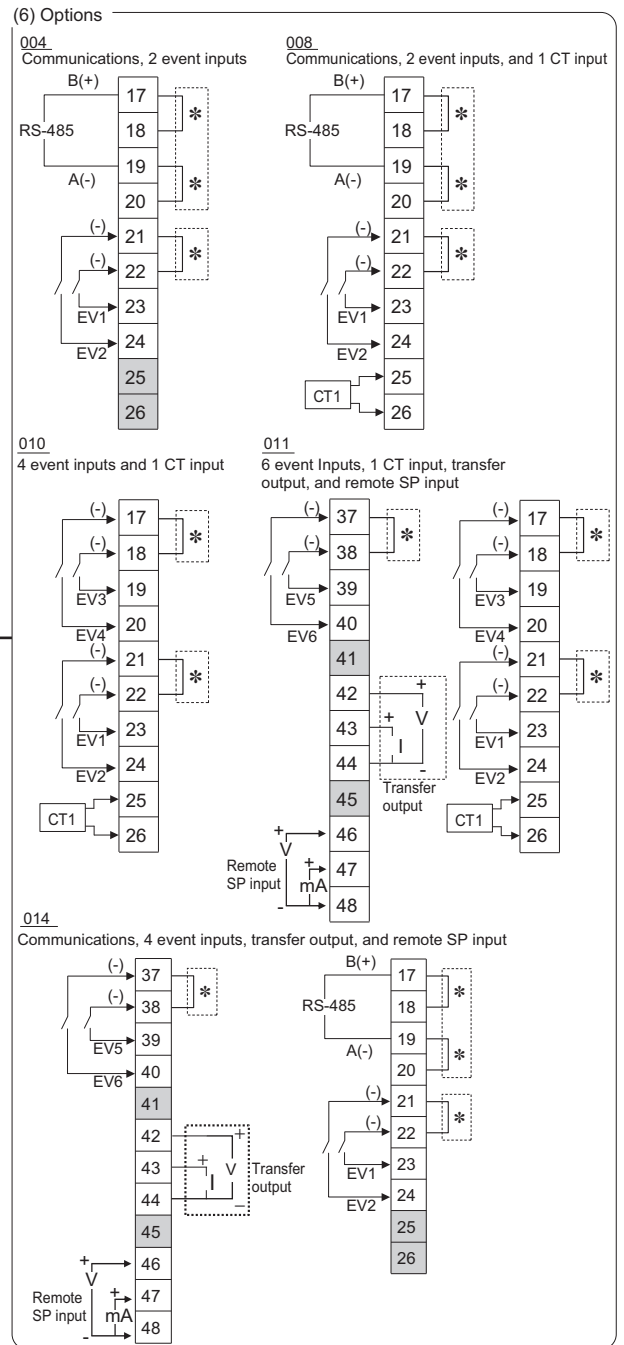 (6) Options
004
Communications, 2 event inputs
B(+)
RS-485
A(-)
17
18
19
20
21
22
23
24
25
26
*
*
*
(-)
(-)
EV1
EV2
008
Communications, 2 event inputs, and 1 CT input
B(+)
RS-485
A(-)
17
18
19
20
21
22
23
24
25
26
*
*
*
(-)
(-)
EV1
EV2
CT1
010
4 event inputs and 1 CT input
(-)
(-)
EV3
EV4
(-)
(-)
EV1
EV2
CT1
17
18
19
20
21
22
23
24
25
26
*
*
011
6 event Inputs, 1 CT input, transfer
output, and remote SP input
(-)
(-)
EV5
EV6
37
38
39
40
41
42
43
44
45
46
47
48
*
+
+
V
I
-
Transfer
output
+
V
+
mA
-
Remote
SP input
(-)
(-)
EV3
EV4
(-)
(-)
EV1
EV2
CT1
17
18
19
20
21
22
23
24
25
26
*
*
014
Communications, 4 event inputs, transfer output, and remote SP input
(-)
(-)
EV5
EV6
37
38
39
40
41
42
43
44
45
46
47
48
*
+
+
V
I
–
Transfer
output
+
V
+
mA
-
Remote
SP input
B(+)
RS-485
A(-)
17
18
19
20
21
22
23
24
25
26
*
*
*
(-)
(-)
EV1
EV2